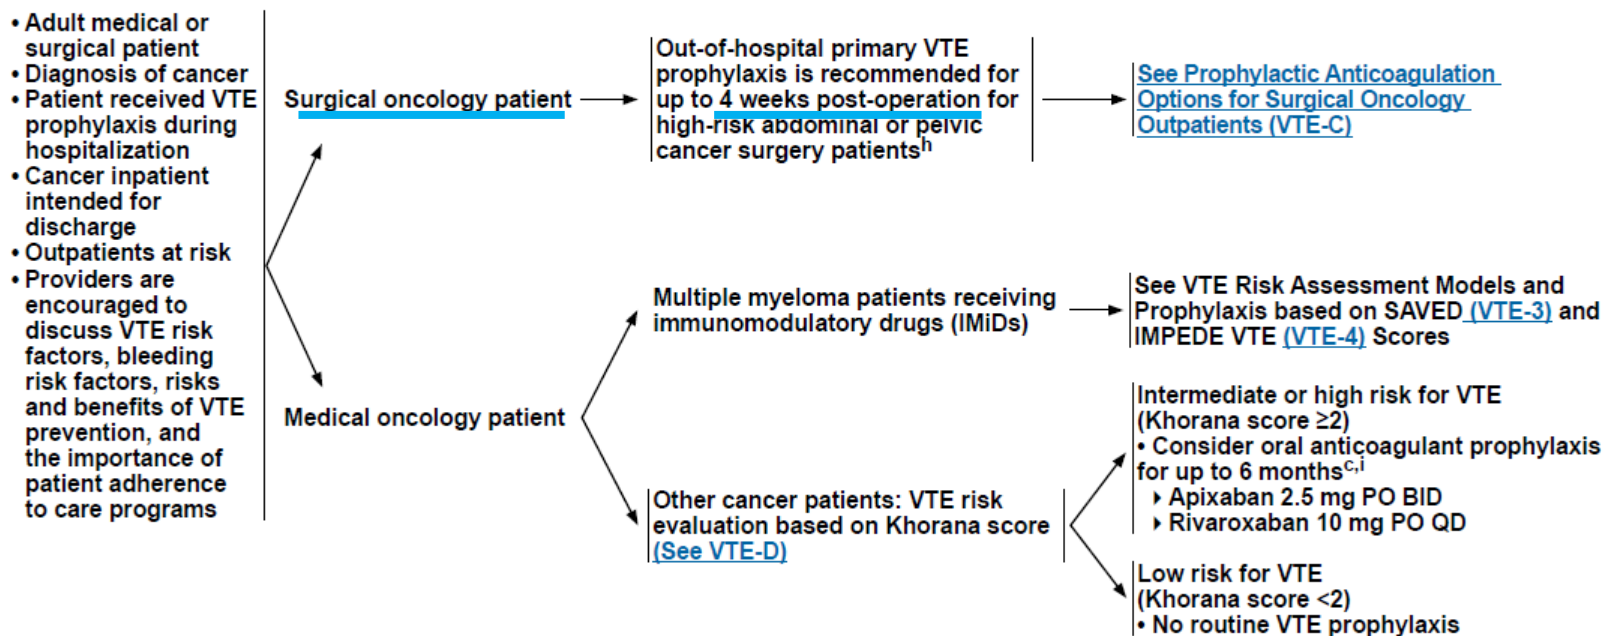 • Adult medical or
surgical patient
• Diagnosis of cancer
• Patient received VTE
prophylaxis during
hospitalization
• Cancer inpatient
intended for
discharge
• Outpatients at risk
• Providers are
encouraged to
discuss VTE risk
factors, bleeding
risk factors, risks
and benefits of VTE
prevention, and
the importance of
patient adherence
to care programs
Surgical oncology patient
Out-of-hospital primary VTE
prophylaxis is recommended for
up to 4 weeks post-operation for
high-risk abdominal or pelvic
cancer surgery patientsʰ
See Prophylactic Anticoagulation
Options for Surgical Oncology
Outpatients (VTE-C)
Medical oncology patient
Multiple myeloma patients receiving
immunomodulatory drugs (IMiDs)
See VTE Risk Assessment Models and
Prophylaxis based on SAVED (VTE-3) and
IMPEDE VTE (VTE-4) Scores
Other cancer patients: VTE risk
evaluation based on Khorana score
(See VTE-D)
Intermediate or high risk for VTE
(Khorana score ≥2)
• Consider oral anticoagulant prophylaxis
for up to 6 monthsᶜ,ⁱ
▸ Apixaban 2.5 mg PO BID
▸ Rivaroxaban 10 mg PO QD
Low risk for VTE
(Khorana score <2)
• No routine VTE prophylaxis